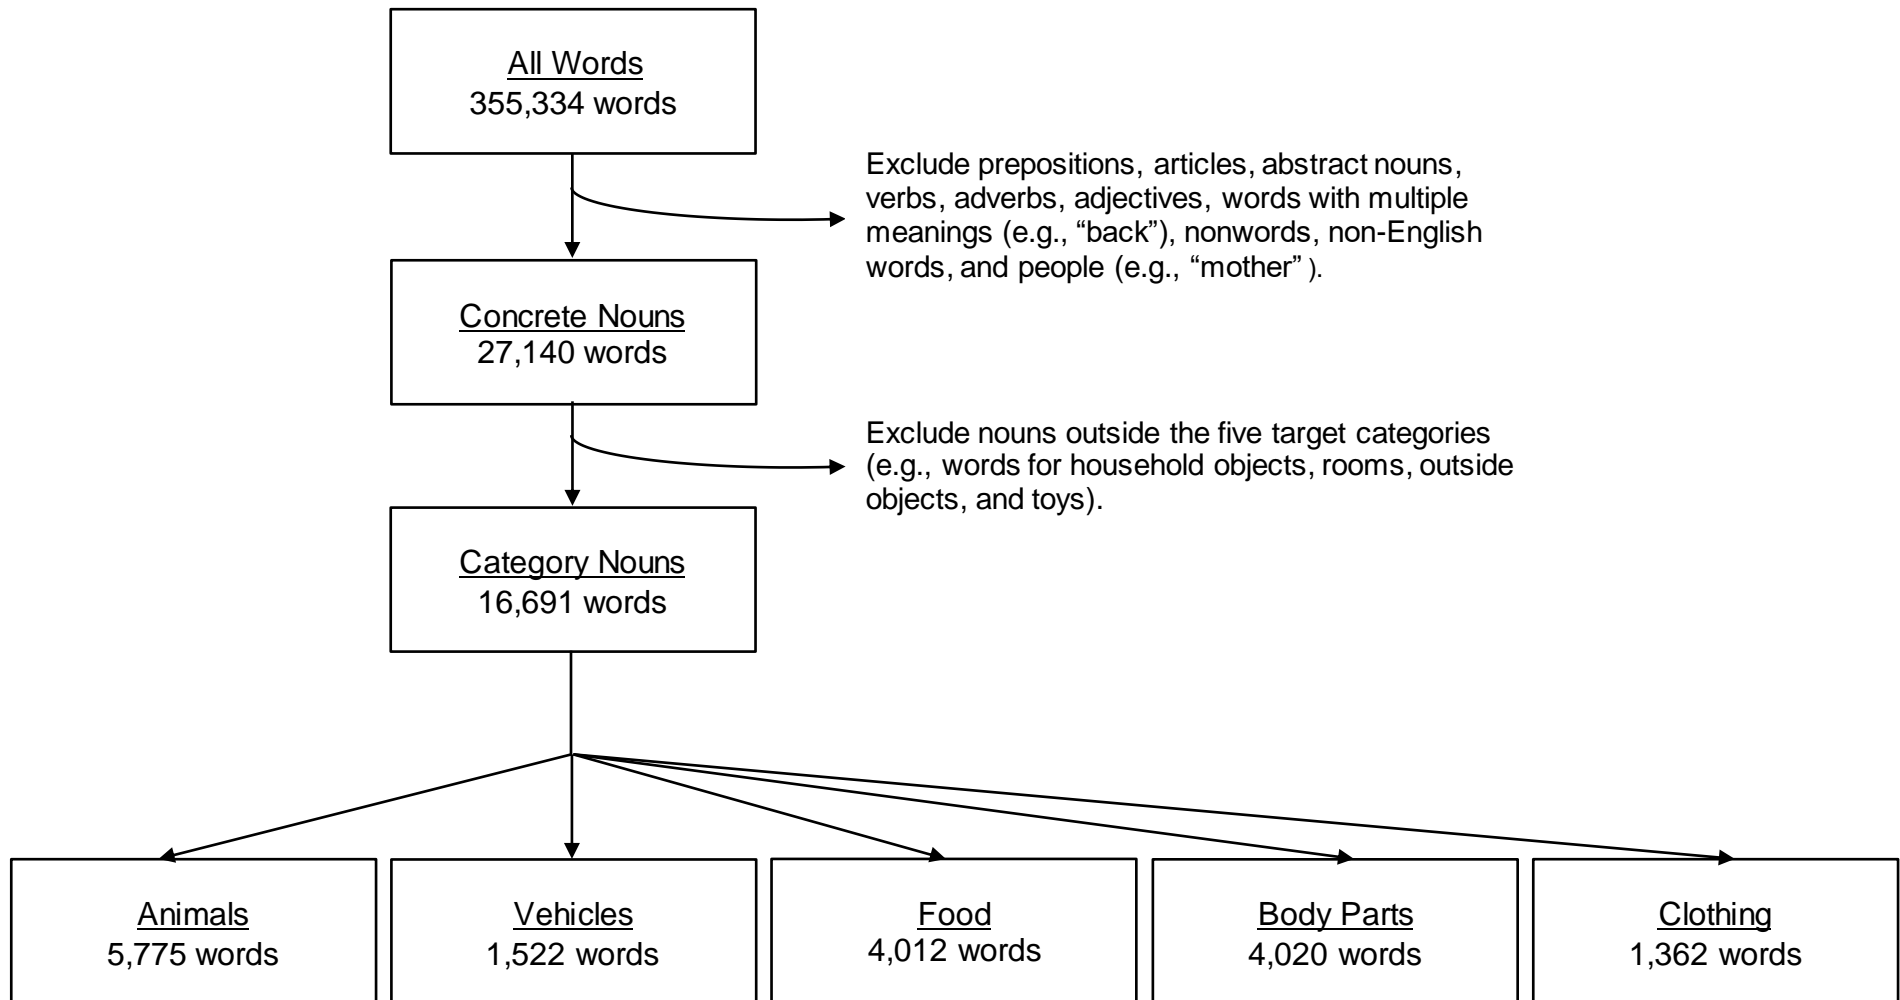 All Words
355,334 words
Exclude prepositions, articles, abstract nouns,
verbs, adverbs, adjectives, words with multiple
meanings (e.g., “back”), nonwords, non-English
words, and people (e.g., “mother” ).
Concrete Nouns
27,140 words
Exclude nouns outside the five target categories
(e.g., words for household objects, rooms, outside
objects, and toys).
Category Nouns
16,691 words
Animals
5,775 words
Vehicles
1,522 words
Food
4,012 words
Body Parts
4,020 words
Clothing
1,362 words